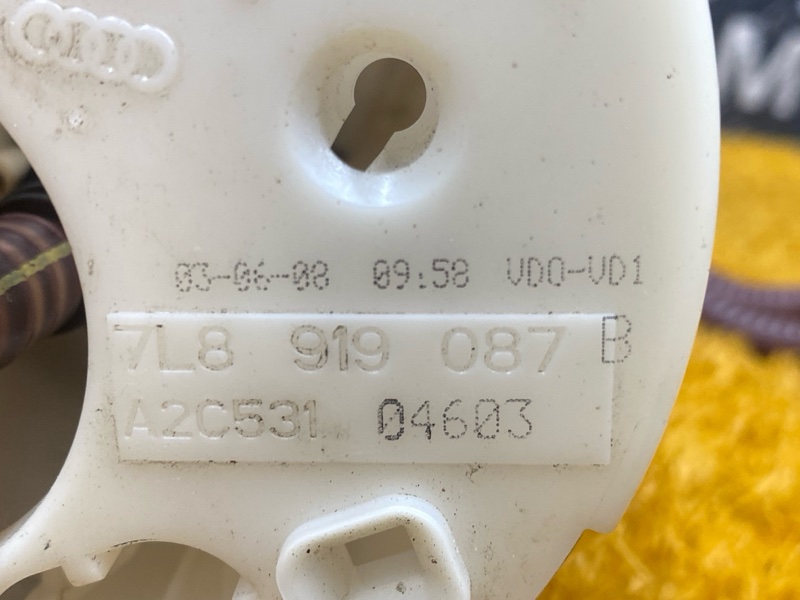 03-06-08 09:58 VDO-VD1
7L8 919 087 B
A2C531 04603